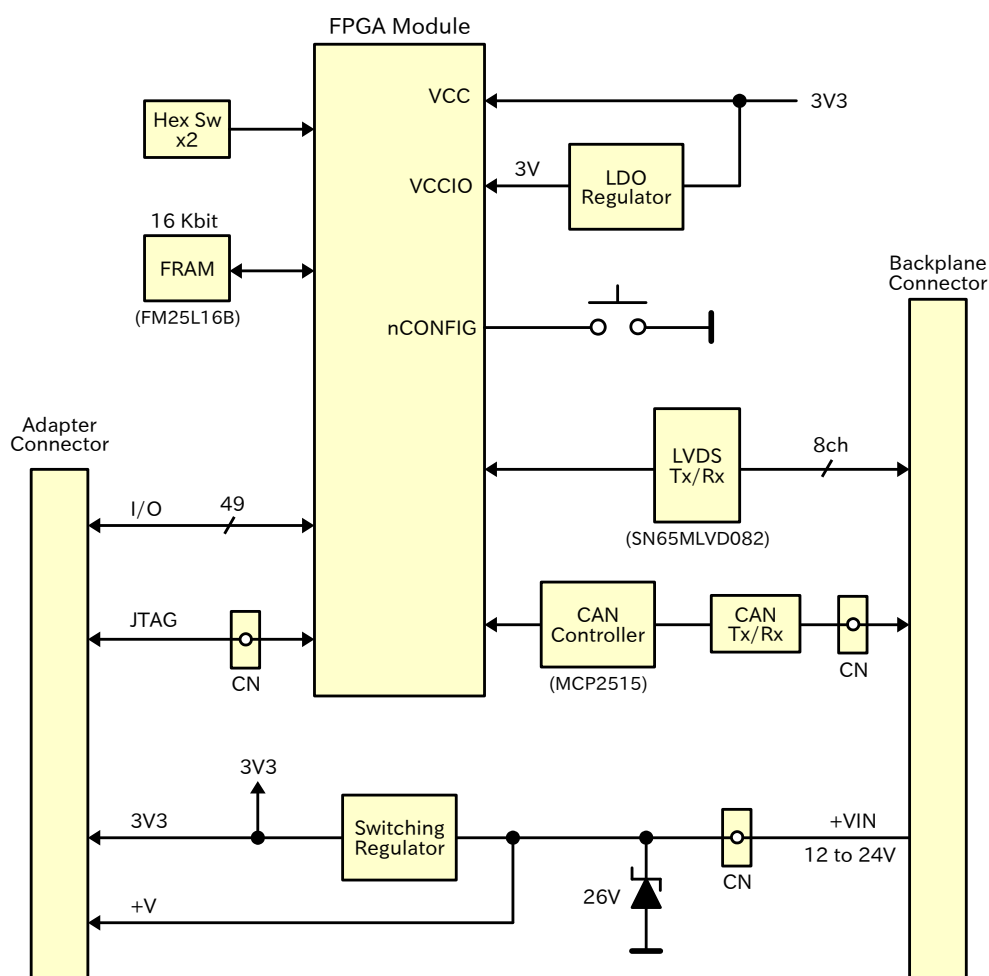 FPGA Module
VCC
3V3
Hex Sw
x2
3V
VCCIO
LDO
Regulator
16 Kbit
FRAM
(FM25L16B)
nCONFIG
Backplane
Connector
Adapter
Connector
LVDS
Tx/Rx
8ch
(SN65MLVD082)
I/O
49
JTAG
CN
CAN
Controller
(MCP2515)
CAN
Tx/Rx
CN
3V3
3V3
Switching
Regulator
+VIN
12 to 24V
CN
26V
+V